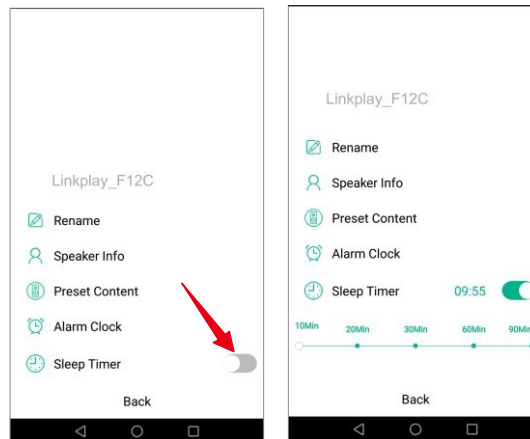 Linkplay_F12C
Rename
Speaker Info
Preset Content
Alarm Clock
Sleep Timer
Back
Linkplay_F12C
Rename
Speaker Info
Preset Content
Alarm Clock
Sleep Timer 09:55
10Min 20Min 30Min 60Min 90Min
Back